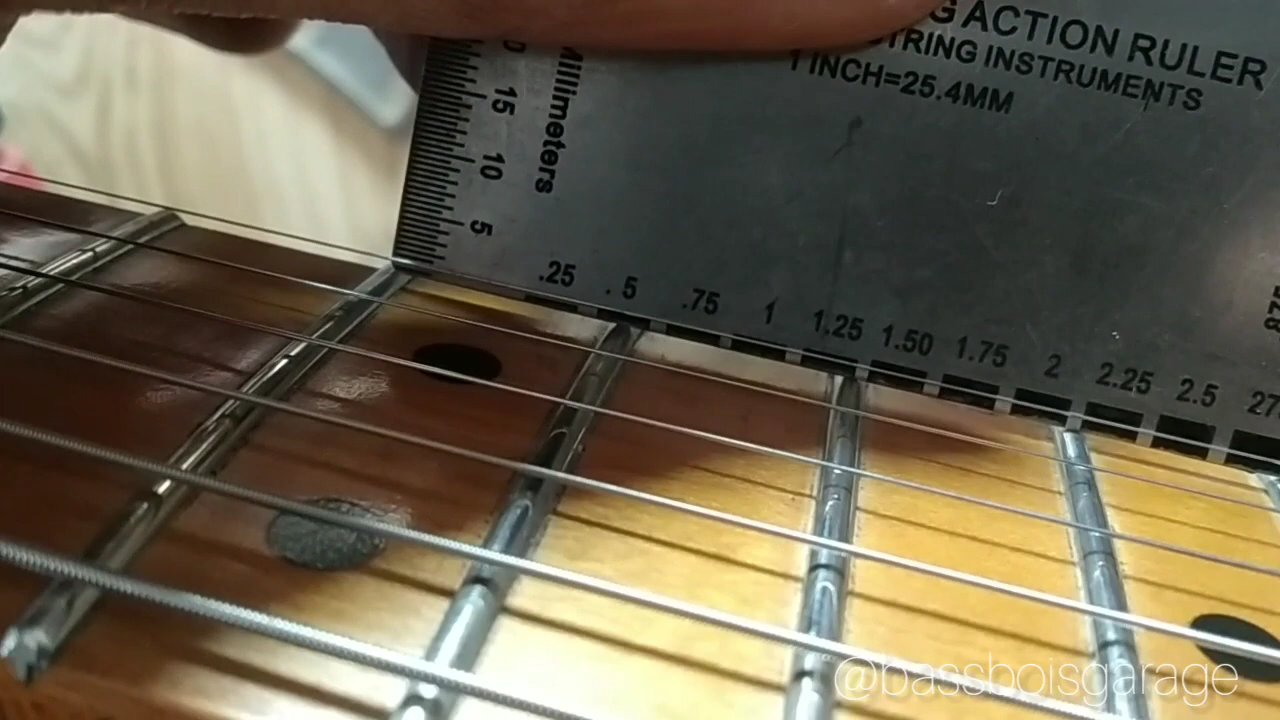 G ACTION RULER
TRING INSTRUMENTS
1 INCH=25.4MM
Millimeters
15
10
5
.25 .5 .75 1 1.25 1.50 1.75 2 2.25 2.5
@bassboisgarage